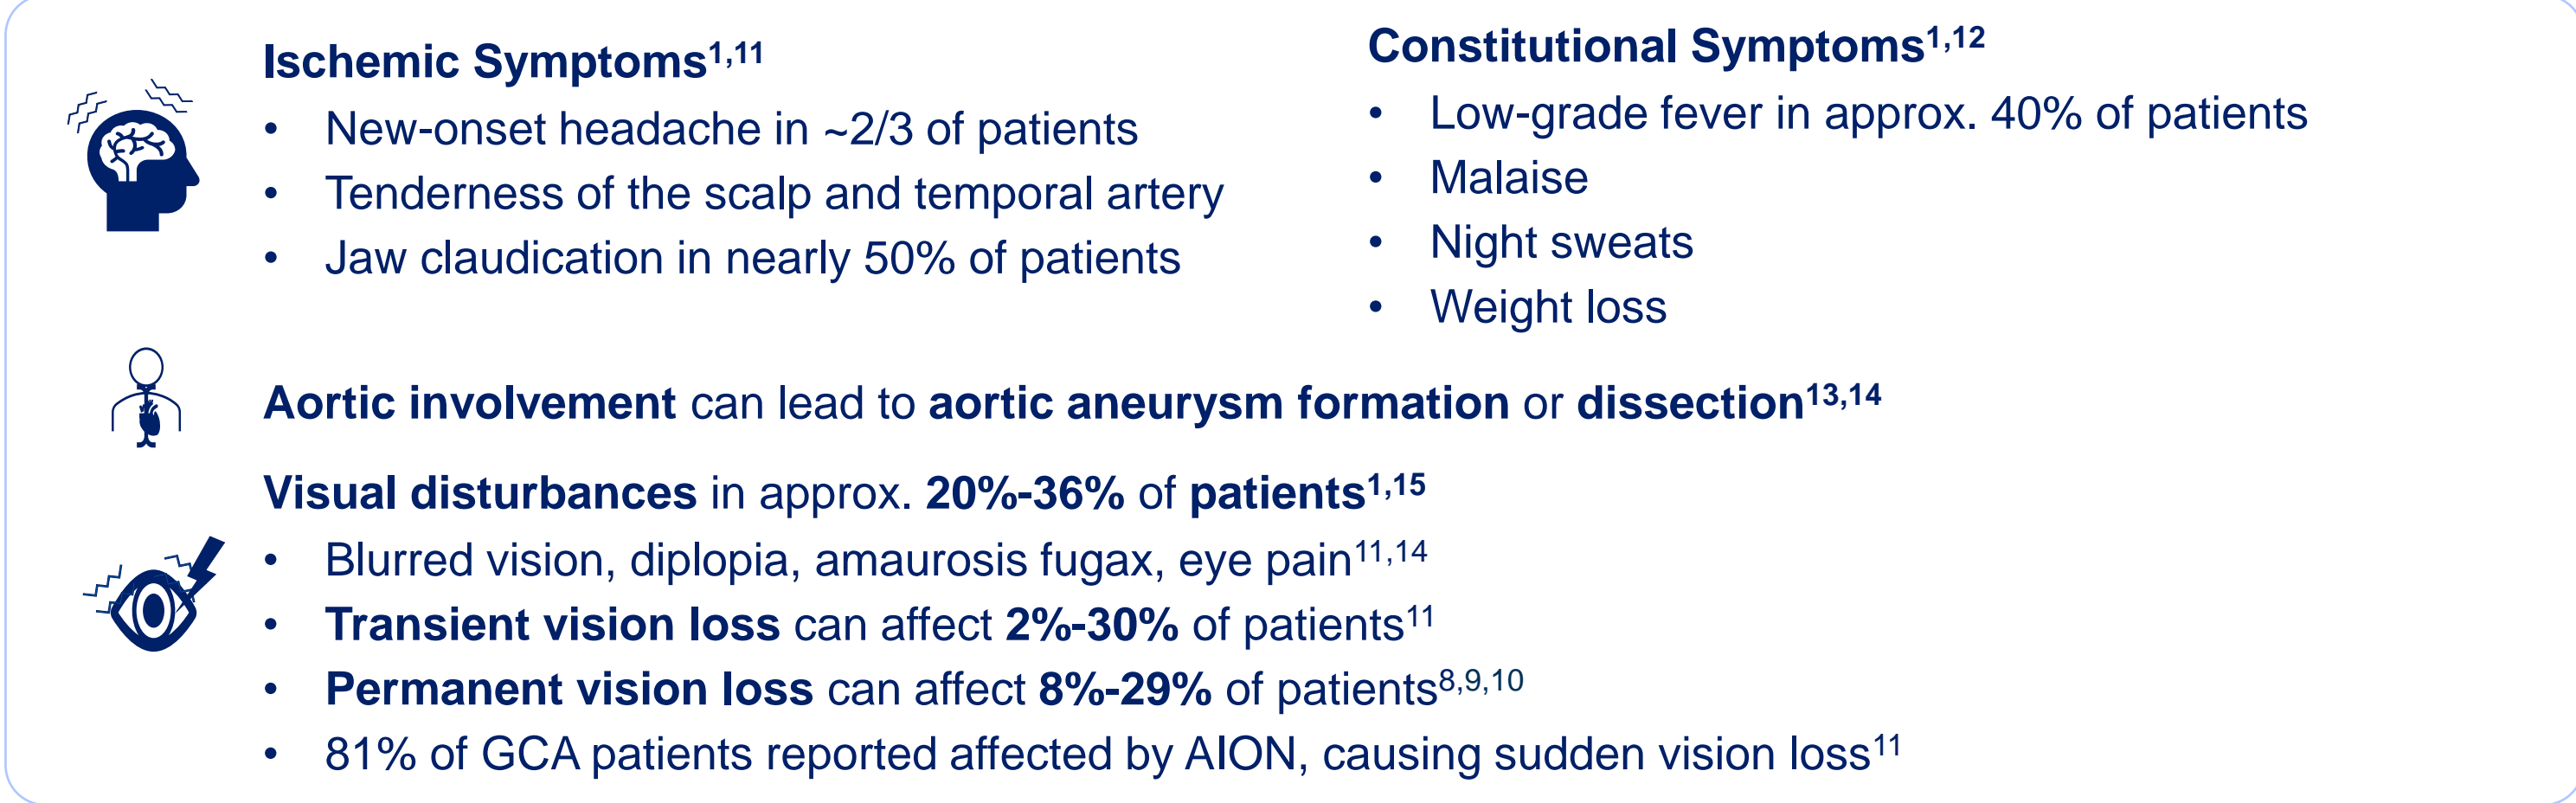 Ischemic Symptoms1,11
• New-onset headache in ~2/3 of patients
• Tenderness of the scalp and temporal artery
• Jaw claudication in nearly 50% of patients
Constitutional Symptoms1,12
• Low-grade fever in approx. 40% of patients
• Malaise
• Night sweats
• Weight loss
Aortic involvement can lead to aortic aneurysm formation or dissection13,14
Visual disturbances in approx. 20%-36% of patients1,15
• Blurred vision, diplopia, amaurosis fugax, eye pain11,14
• Transient vision loss can affect 2%-30% of patients11
• Permanent vision loss can affect 8%-29% of patients8,9,10
• 81% of GCA patients reported affected by AION, causing sudden vision loss11